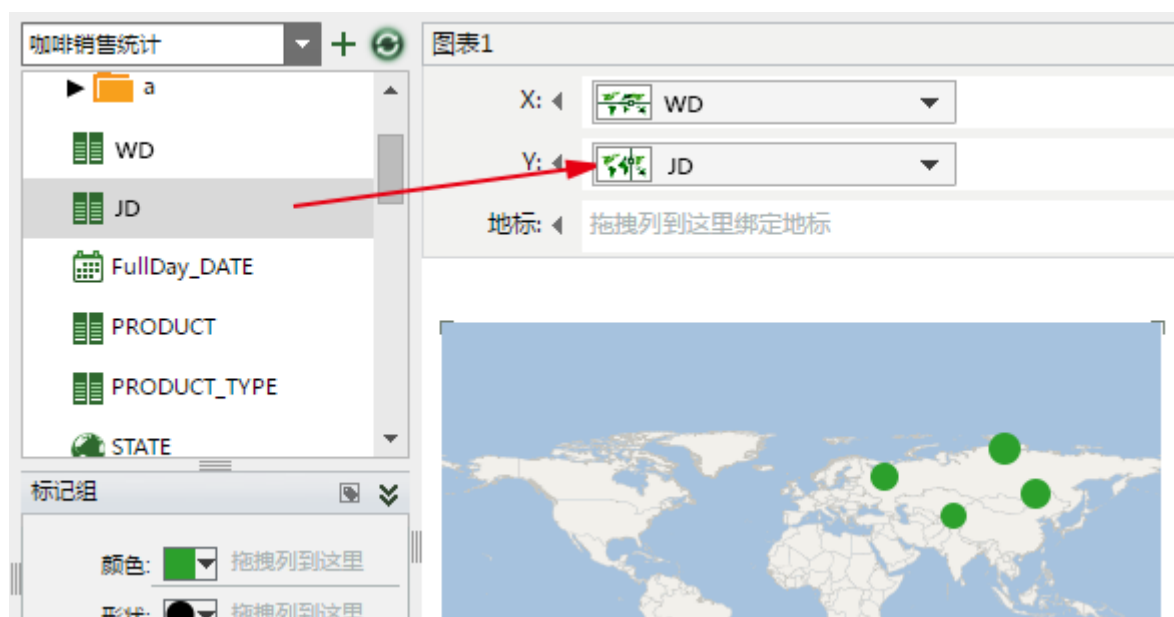 咖啡销售统计
图表1
a
WD
JD
FullDay_DATE
PRODUCT
PRODUCT_TYPE
STATE
X: WD
Y: JD
地标: 拖拽列到这里绑定地标
标记组
颜色: 拖拽列到这里
形状: 拖拽列到这里